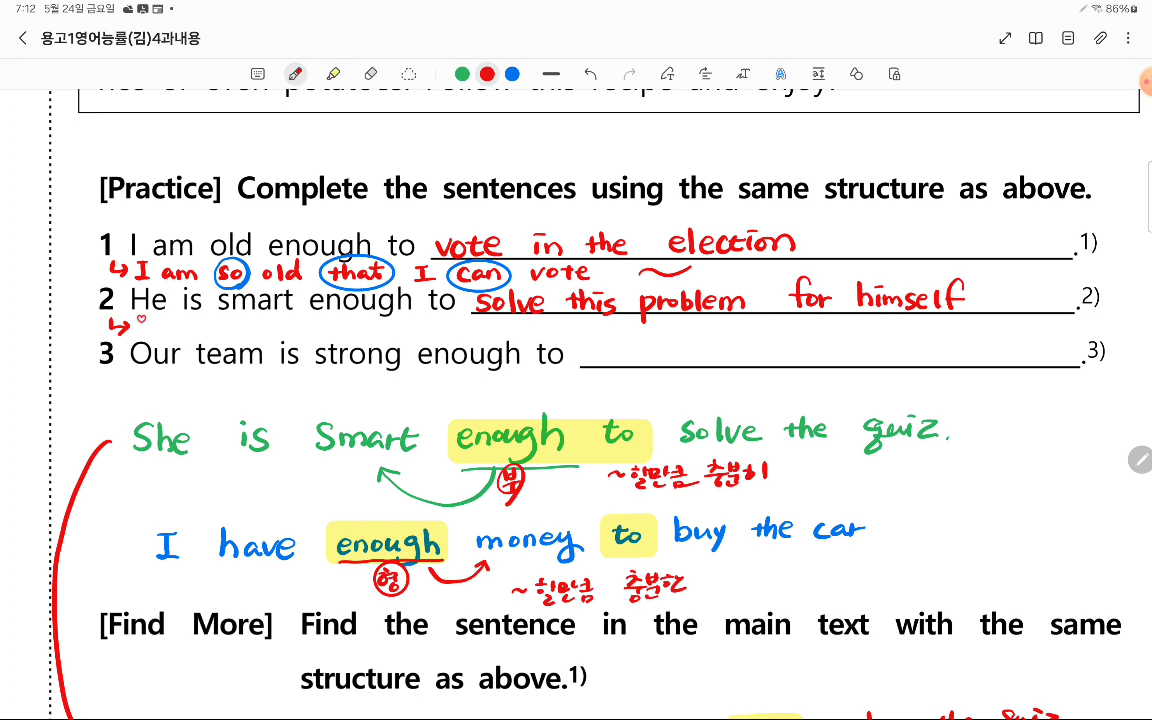 7:12 5월 24일 금요일
86%
용고1영어능률(김)4과내용
[Practice] Complete the sentences using the same structure as above.
1 I am old enough to vote in the election.1)
↳ I am so old that I can vote
2 He is smart enough to solve this problem for himself.2)
↳ ♡
3 Our team is strong enough to ____.3)
She is smart enough to solve the quiz.
부 ~할만큼 충분히
I have enough money to buy the car
형 ~할만큼 충분한
[Find More] Find the sentence in the main text with the same
structure as above.1)